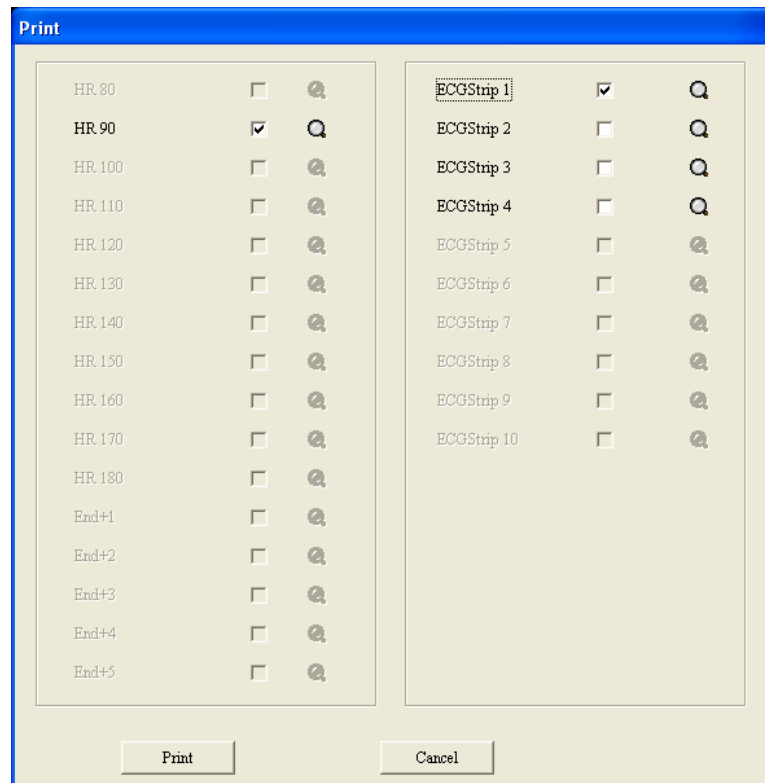 Print
HR 80
HR 90
HR 100
HR 110
HR 120
HR 130
HR 140
HR 150
HR 160
HR 170
HR 180
End+1
End+2
End+3
End+4
End+5
ECGStrip 1
ECGStrip 2
ECGStrip 3
ECGStrip 4
ECGStrip 5
ECGStrip 6
ECGStrip 7
ECGStrip 8
ECGStrip 9
ECGStrip 10
Print
Cancel